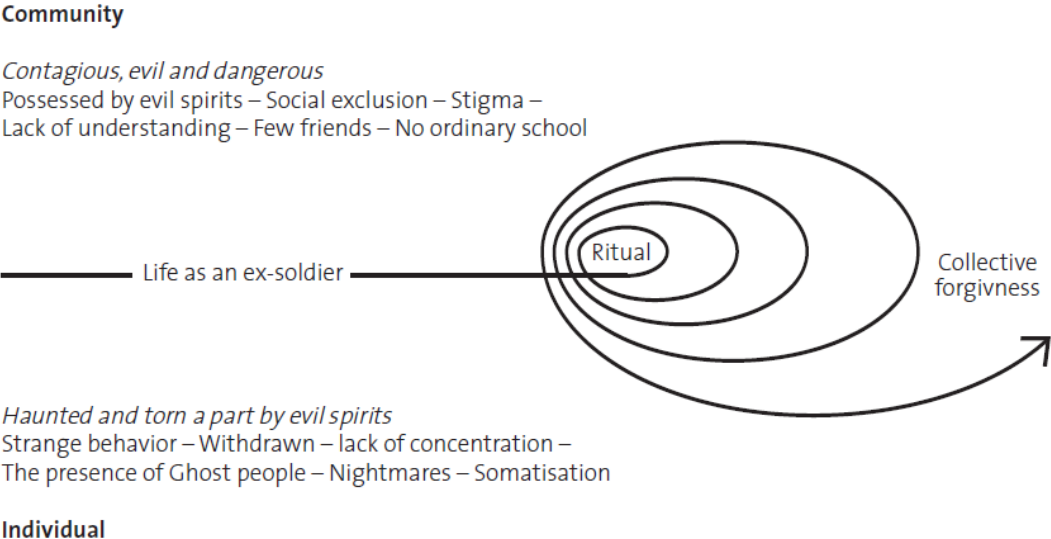 Community
Contagious, evil and dangerous
Possessed by evil spirits – Social exclusion – Stigma –
Lack of understanding – Few friends – No ordinary school
Ritual
Life as an ex-soldier
Collective
forgivness
Haunted and torn a part by evil spirits
Strange behavior – Withdrawn – lack of concentration –
The presence of Ghost people – Nightmares – Somatisation
Individual